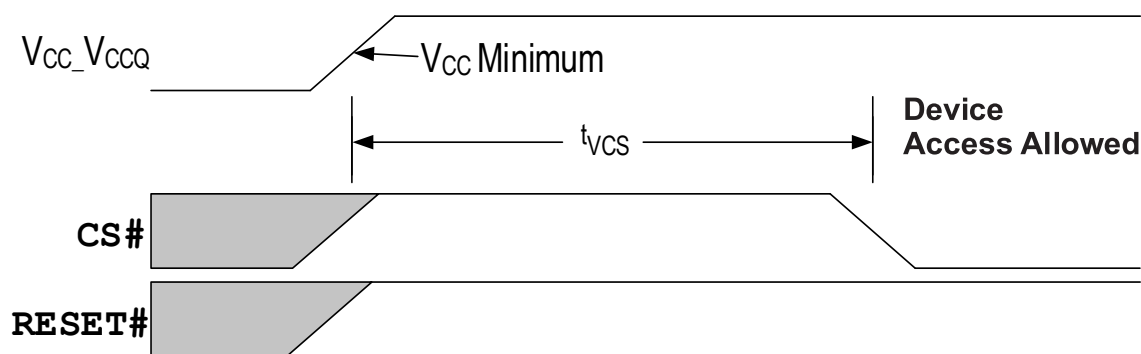 VCC_VCCQ
VCC Minimum
Device
Access Allowed
tVCS
CS#
RESET#